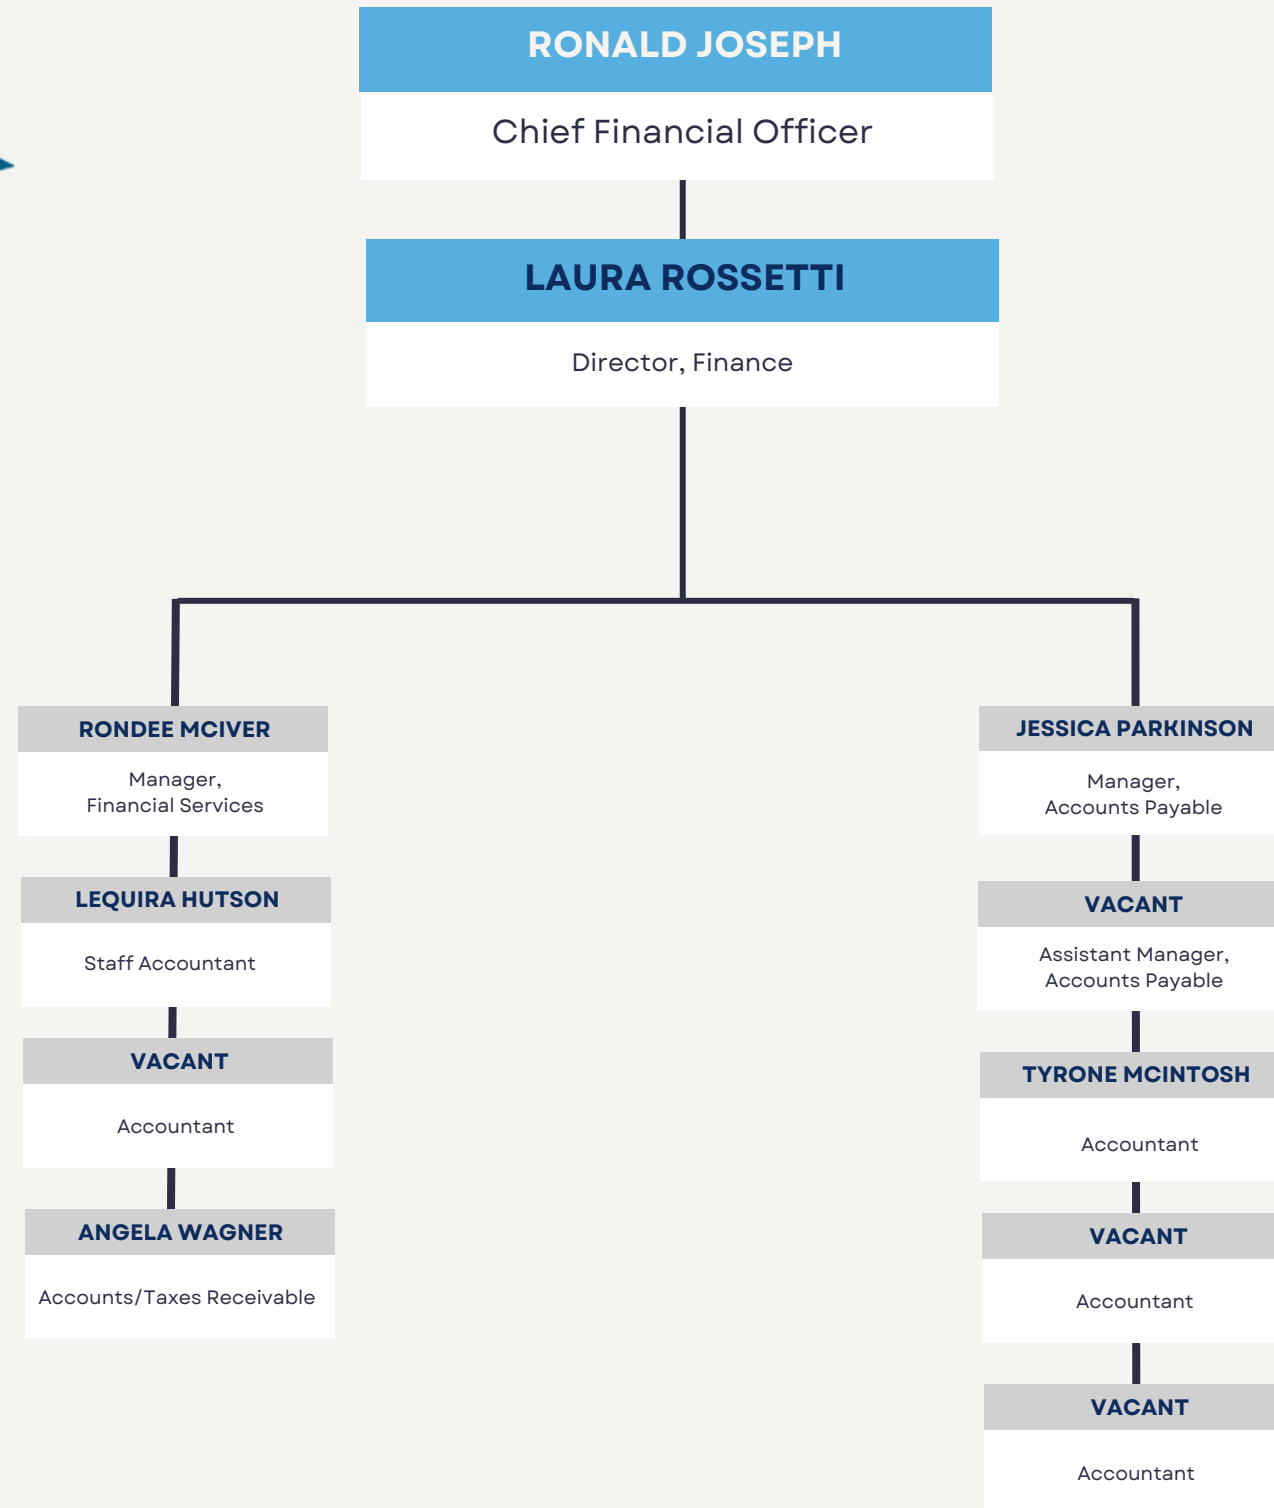 RONALD JOSEPH
Chief Financial Officer
LAURA ROSSETTI
Director, Finance
RONDEE MCIVER
Manager,
Financial Services
LEQUIRA HUTSON
Staff Accountant
VACANT
Accountant
ANGELA WAGNER
Accounts/Taxes Receivable
JESSICA PARKINSON
Manager,
Accounts Payable
VACANT
Assistant Manager,
Accounts Payable
TYRONE MCINTOSH
Accountant
VACANT
Accountant
VACANT
Accountant